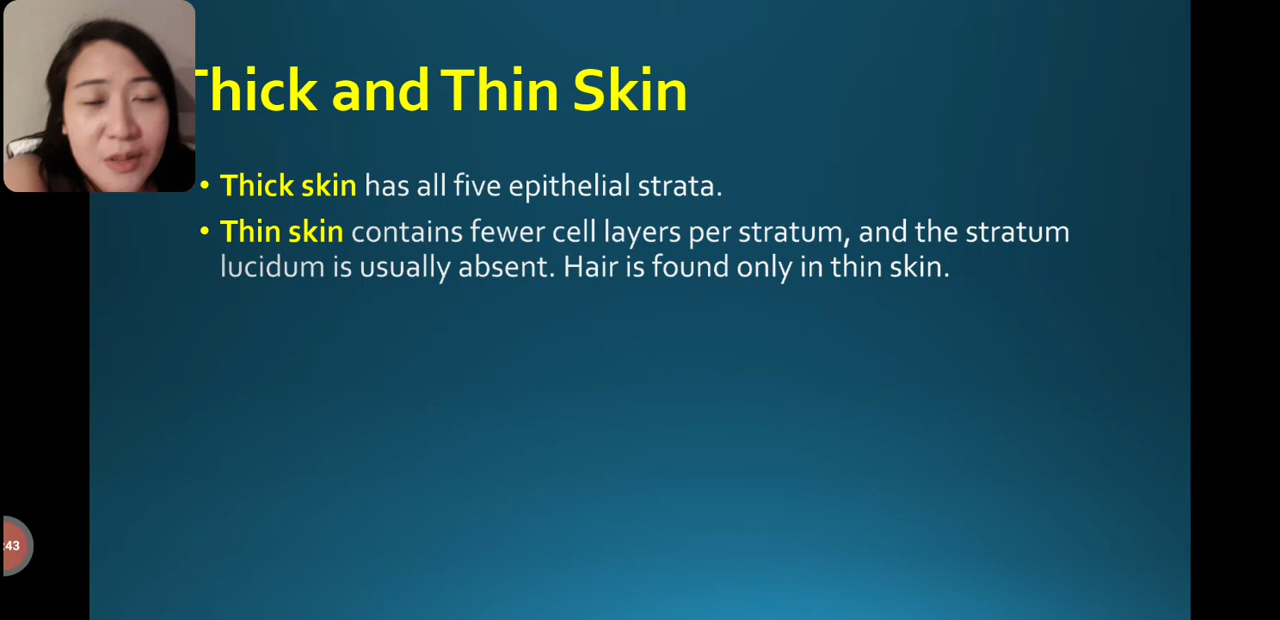 Thick and Thin Skin
• Thick skin has all five epithelial strata.
• Thin skin contains fewer cell layers per stratum, and the stratum
lucidum is usually absent. Hair is found only in thin skin.
:43